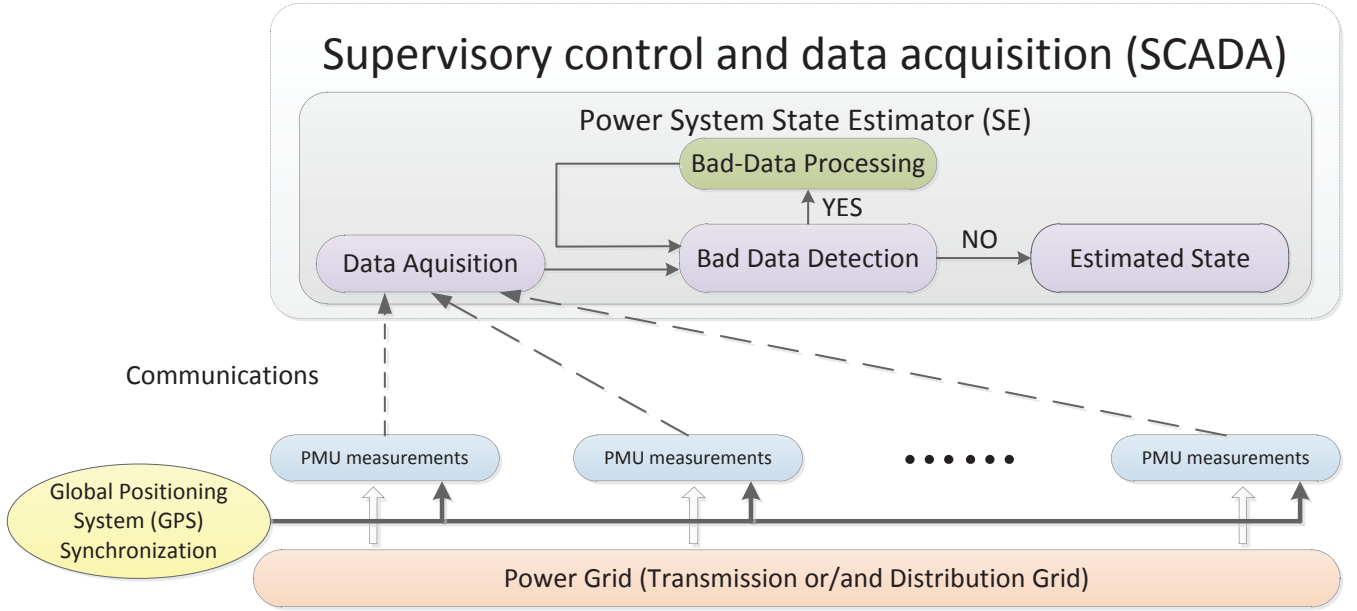 Supervisory control and data acquisition (SCADA)
Power System State Estimator (SE)
Bad-Data Processing
YES
Data Aquisition
Bad Data Detection
NO
Estimated State
Communications
PMU measurements
PMU measurements
PMU measurements
Global Positioning
System (GPS)
Synchronization
Power Grid (Transmission or/and Distribution Grid)